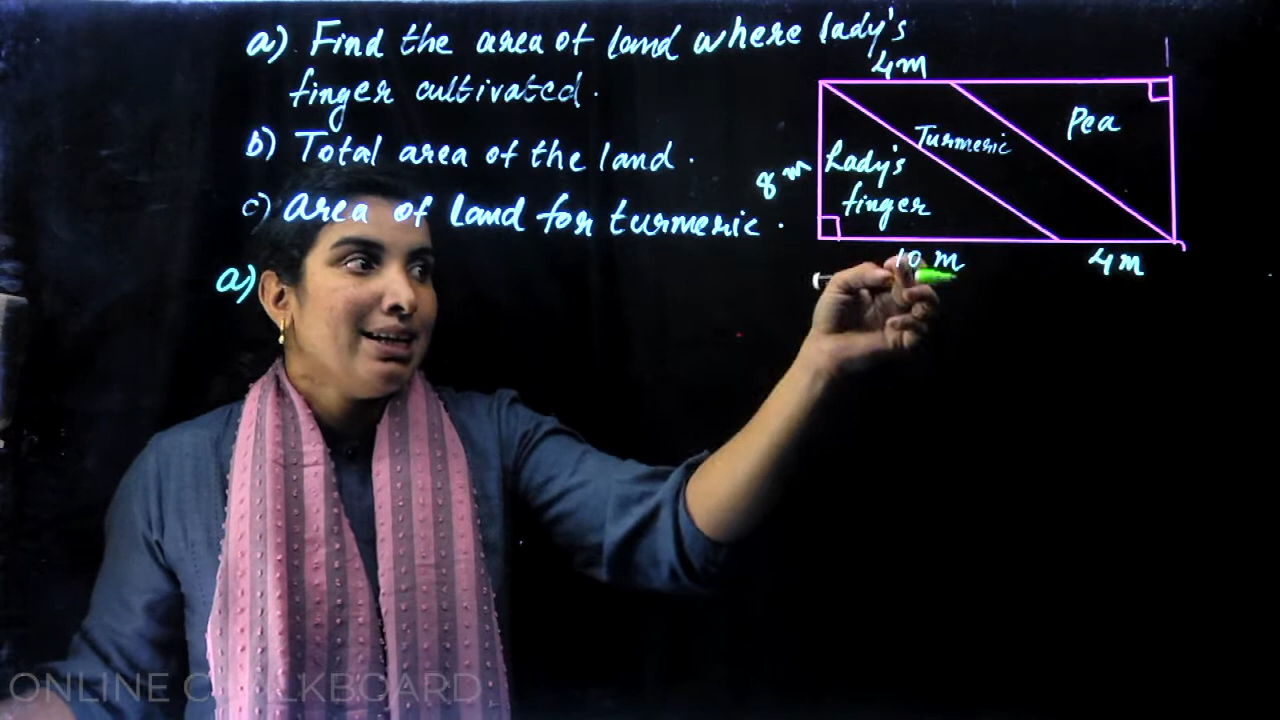 a) Find the area of land where lady's
finger cultivated.
b) Total area of the land.
c) Area of land for turmeric.
a)
4m
Pea
Turmeric
8 m
Lady's
finger
10 m
4m
ONLINE CHALKBOARD